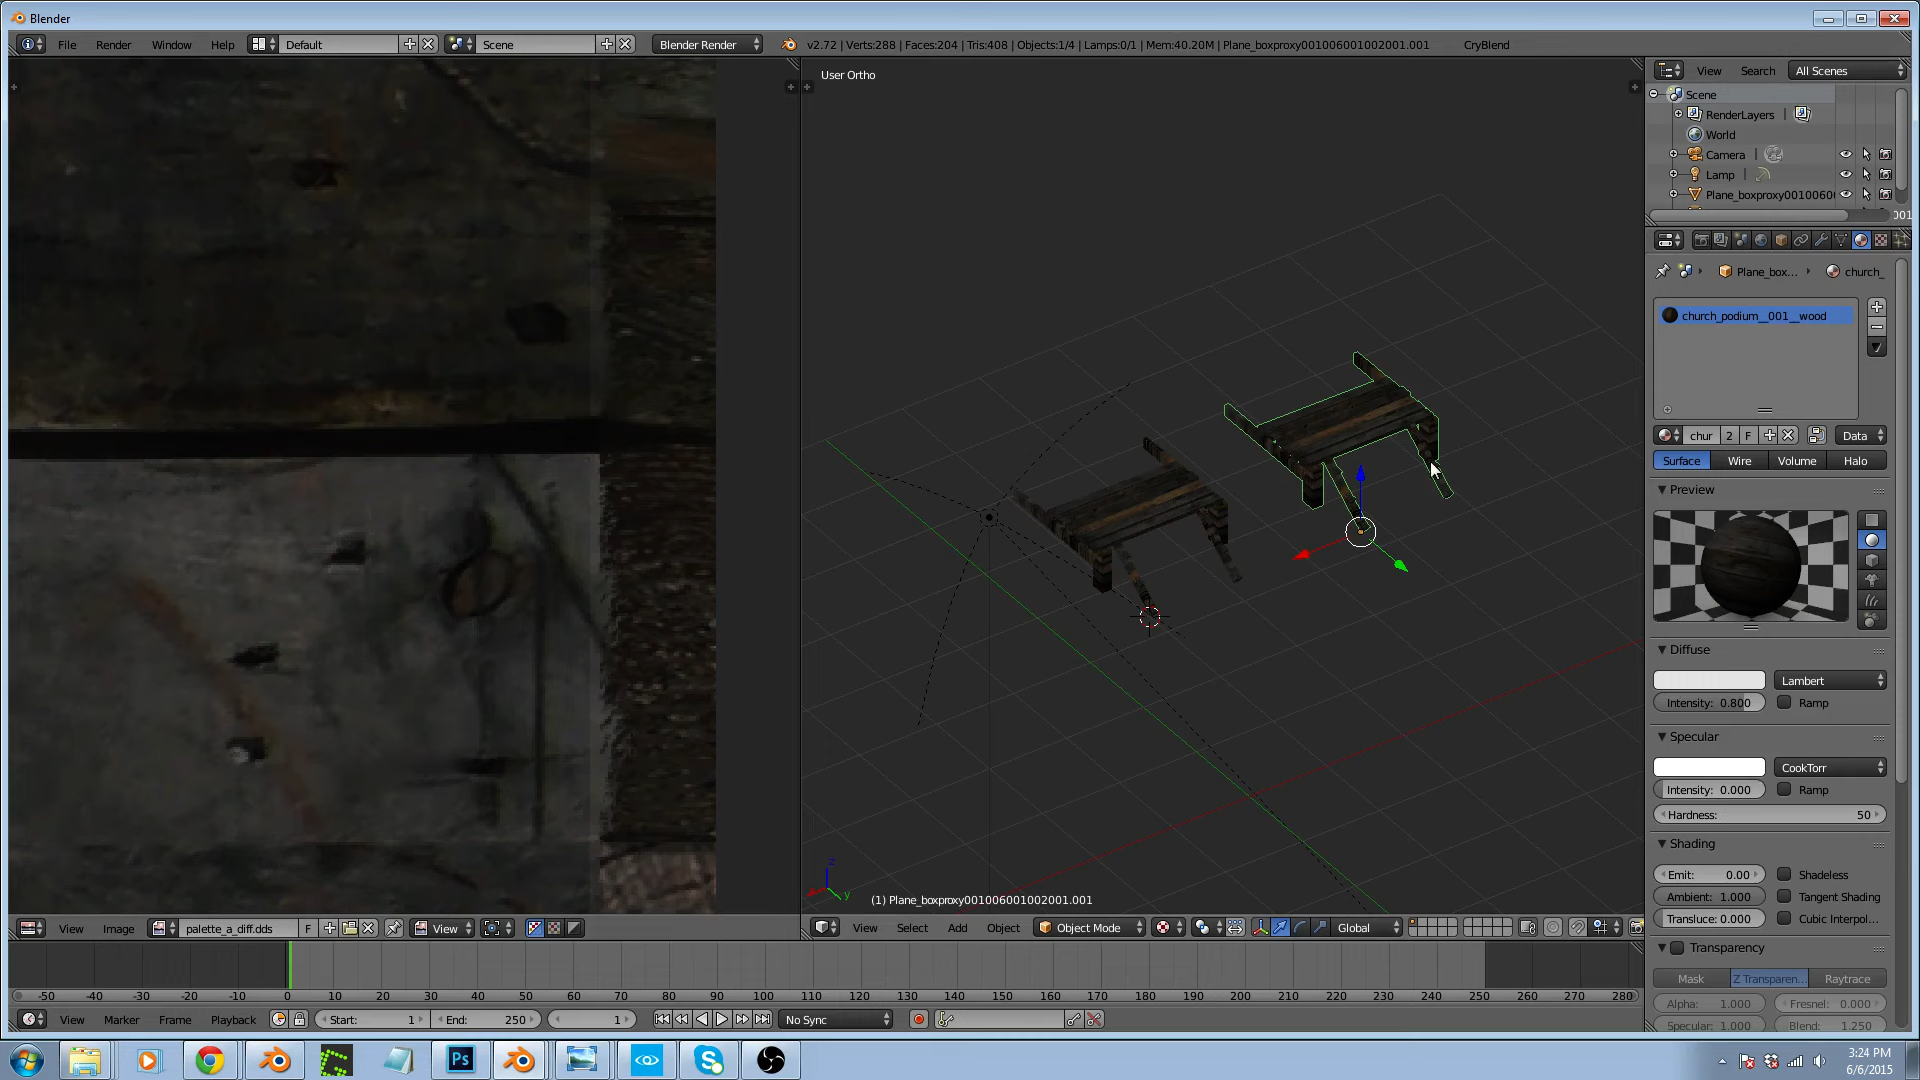 Blender
File Render Window Help Default Scene Blender Render v2.72 | Verts:288 | Faces:204 | Tris:408 | Objects:1/4 | Lamps:0/1 | Mem:40.20M | Plane_boxproxy001006001002001.001 CryBlend
User Ortho
View Search All Scenes
Scene
RenderLayers
World
Camera
Lamp
Plane_boxproxy00100600
001
Plane_box... church_
church_podium__001__wood
chur 2 F Data
Surface Wire Volume Halo
Preview
Diffuse
Lambert
Intensity: 0.800 Ramp
Specular
CookTorr
Intensity: 0.000 Ramp
Hardness: 50
Shading
Emit: 0.00 Shadeless
Ambient: 1.000 Tangent Shading
Transluce: 0.000 Cubic Interpol...
Transparency
Mask Z Transparen... Raytrace
Alpha: 1.000 Fresnel: 0.000
Specular: 1.000 Blend: 1.250
z
y
(1) Plane_boxproxy001006001002001.001
View Image palette_a_diff.dds F View
View Select Add Object Object Mode Global
-50 -40 -30 -20 -10 0 10 20 30 40 50 60 70 80 90 100 110 120 130 140 150 160 170 180 190 200 210 220 230 240 250 260 270 280
View Marker Frame Playback Start: 1 End: 250 1 No Sync
Ps
3:24 PM
6/6/2015